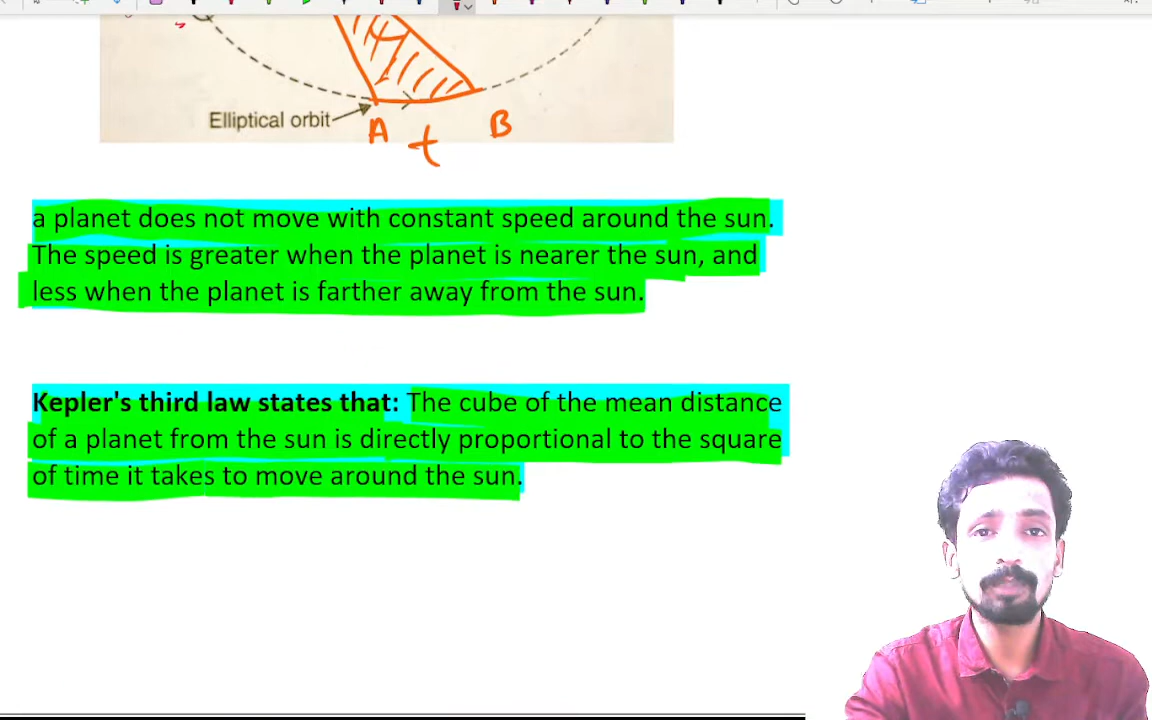 Elliptical orbit
A t B
a planet does not move with constant speed around the sun.
The speed is greater when the planet is nearer the sun, and
less when the planet is farther away from the sun.
Kepler's third law states that: The cube of the mean distance
of a planet from the sun is directly proportional to the square
of time it takes to move around the sun.